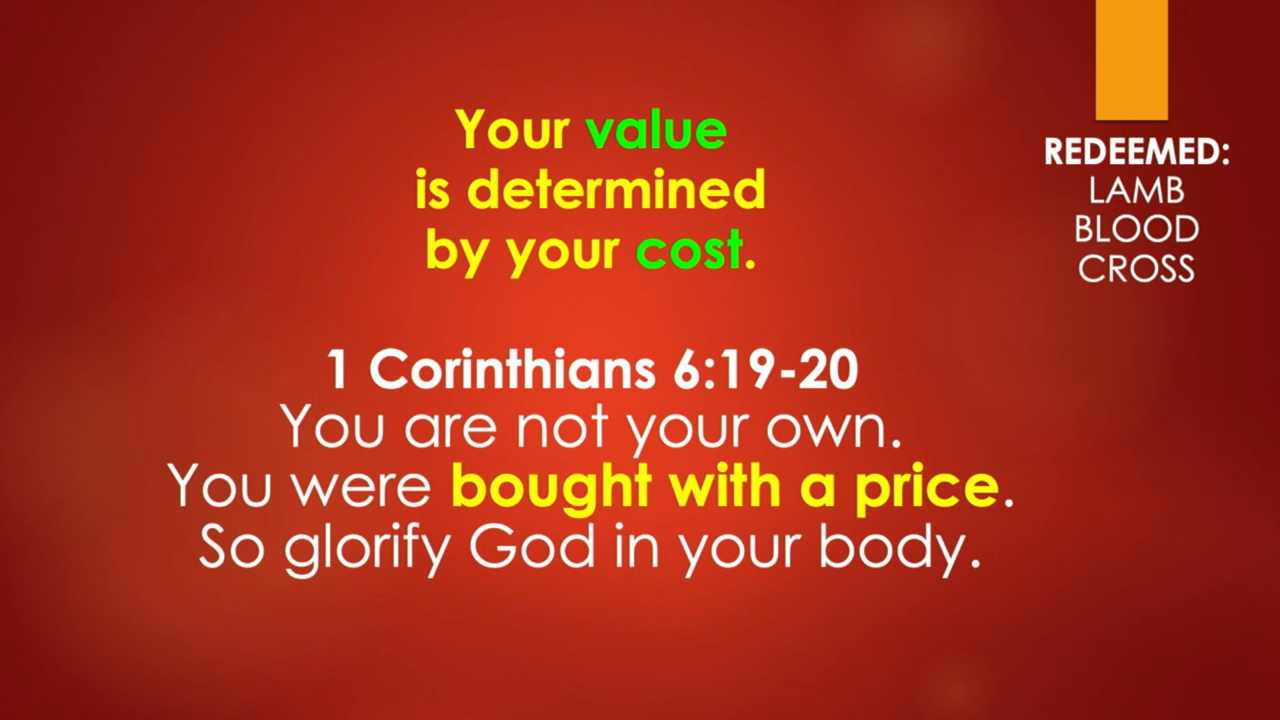 Your value
is determined
by your cost.
REDEEMED:
LAMB
BLOOD
CROSS
1 Corinthians 6:19-20
You are not your own.
You were bought with a price.
So glorify God in your body.